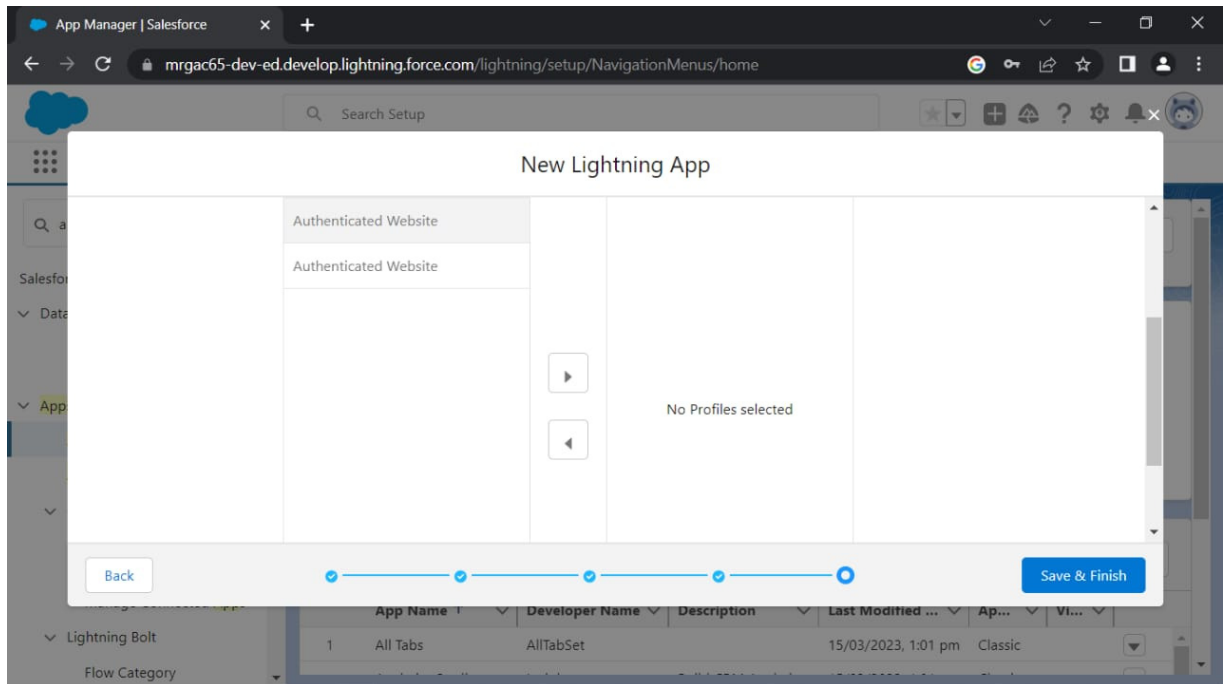 App Manager | Salesforce
mrgac65-dev-ed.develop.lightning.force.com/lightning/setup/NavigationMenus/home
Search Setup
New Lightning App
a
Authenticated Website
Authenticated Website
Salesfor
Data
App
No Profiles selected
Back
Save & Finish
App Name
Developer Name
Description
Last Modified ...
Ap...
Vi...
Lightning Bolt
1 All Tabs AllTabSet 15/03/2023, 1:01 pm Classic
Flow Category